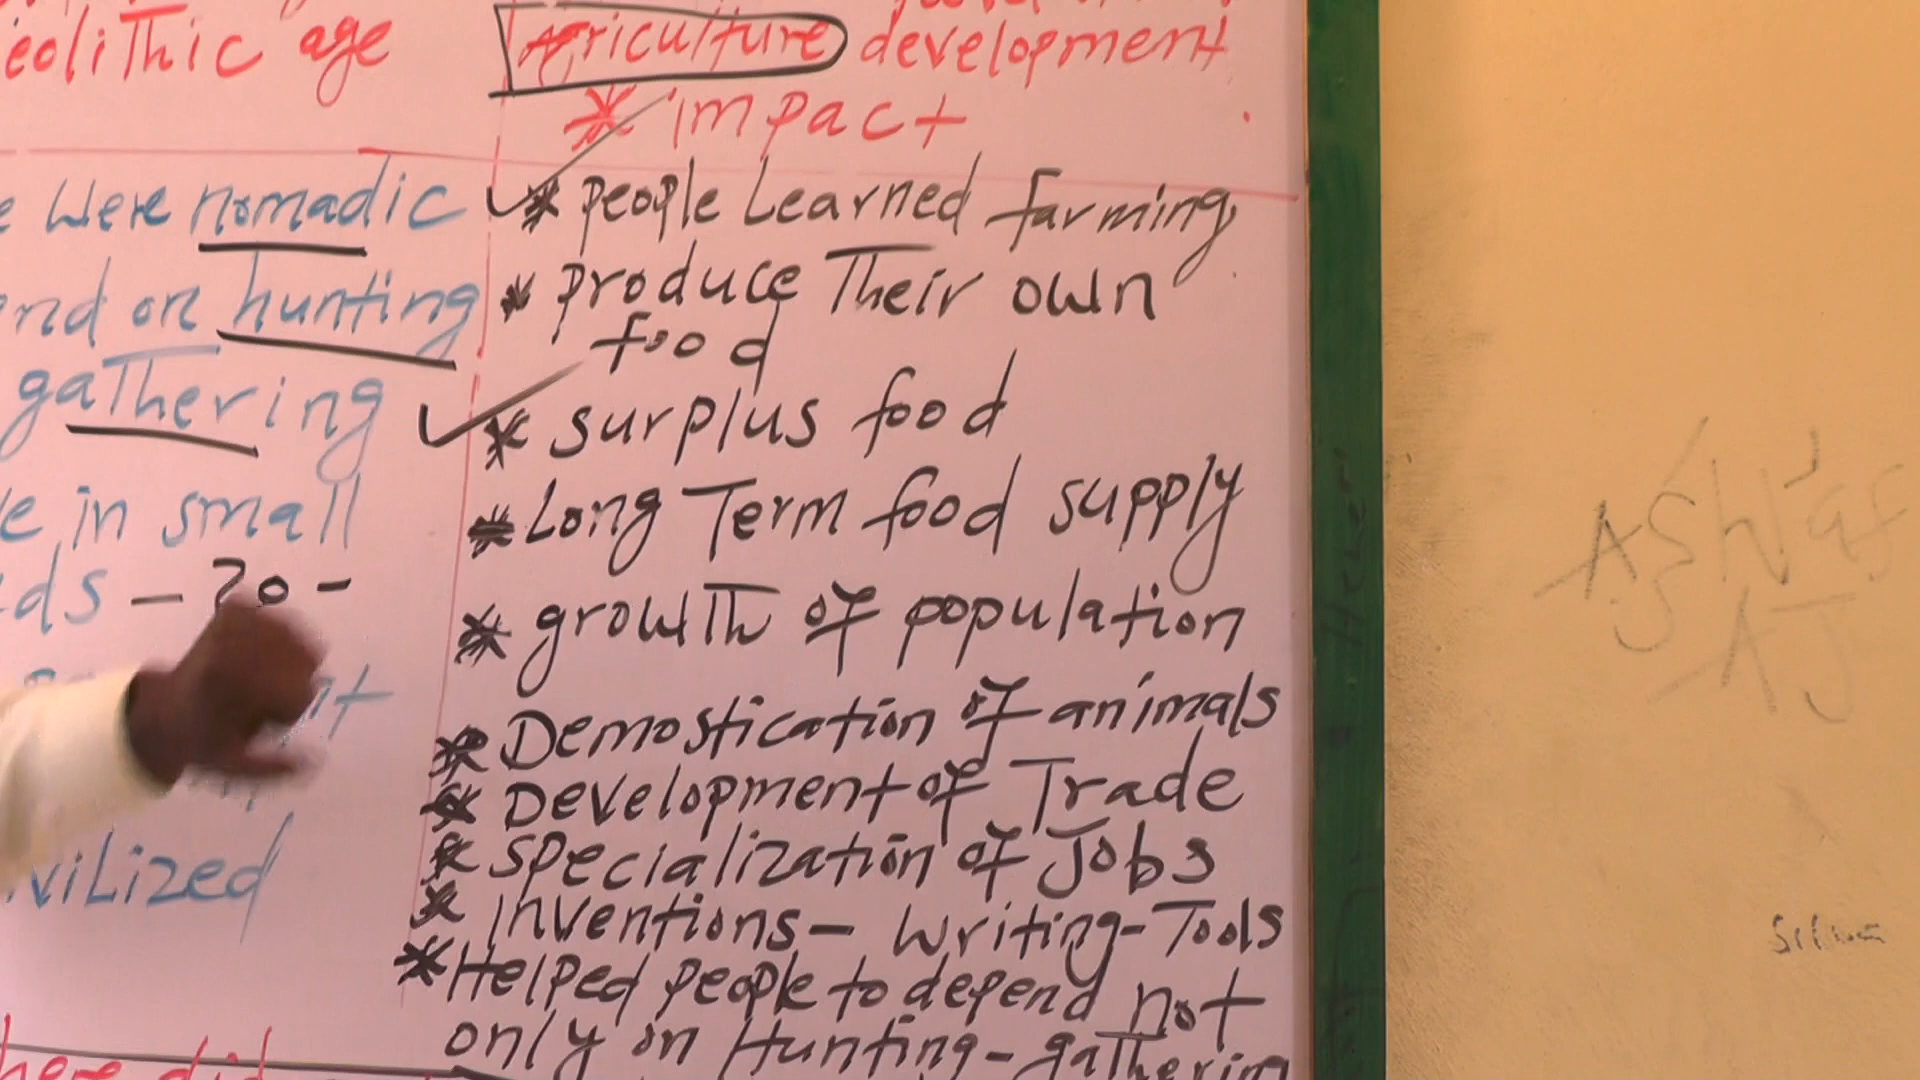 eolithic age
Agriculture development
* impact
e were nomadic
nd on hunting
gathering
e in small
ds –
vilized
* people Learned farming
* produce Their own
food
* surplus food
* Long Term food supply
* growth of population
* Demostication of animals
* Development of Trade
* specialization of Jobs
* inventions – writing – Tools
* Helped people to depend not
only on Hunting – gathering
here did
Ashraf
AJ